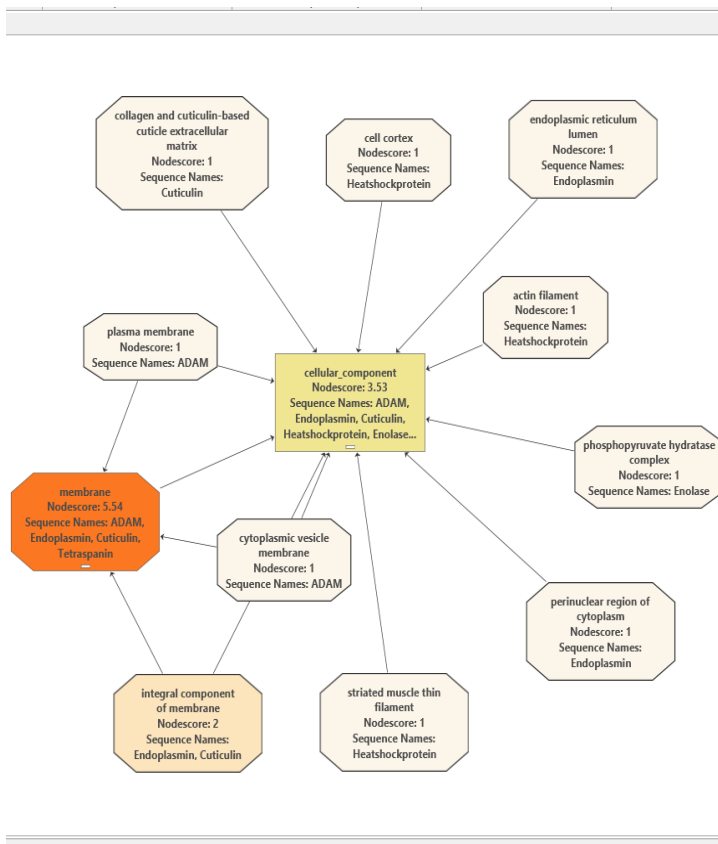 collagen and cuticulin-based
cuticle extracellular
matrix
Nodescore: 1
Sequence Names:
Cuticulin
cell cortex
Nodescore: 1
Sequence Names:
Heatshockprotein
endoplasmic reticulum
lumen
Nodescore: 1
Sequence Names:
Endoplasmin
actin filament
Nodescore: 1
Sequence Names:
Heatshockprotein
plasma membrane
Nodescore: 1
Sequence Names: ADAM
cellular_component
Nodescore: 3.53
Sequence Names: ADAM,
Endoplasmin, Cuticulin,
Heatshockprotein, Enolase...
phosphopyruvate hydratase
complex
Nodescore: 1
Sequence Names: Enolase
membrane
Nodescore: 5.54
Sequence Names: ADAM,
Endoplasmin, Cuticulin,
Tetraspanin
cytoplasmic vesicle
membrane
Nodescore: 1
Sequence Names: ADAM
perinuclear region of
cytoplasm
Nodescore: 1
Sequence Names:
Endoplasmin
integral component
of membrane
Nodescore: 2
Sequence Names:
Endoplasmin, Cuticulin
striated muscle thin
filament
Nodescore: 1
Sequence Names:
Heatshockprotein